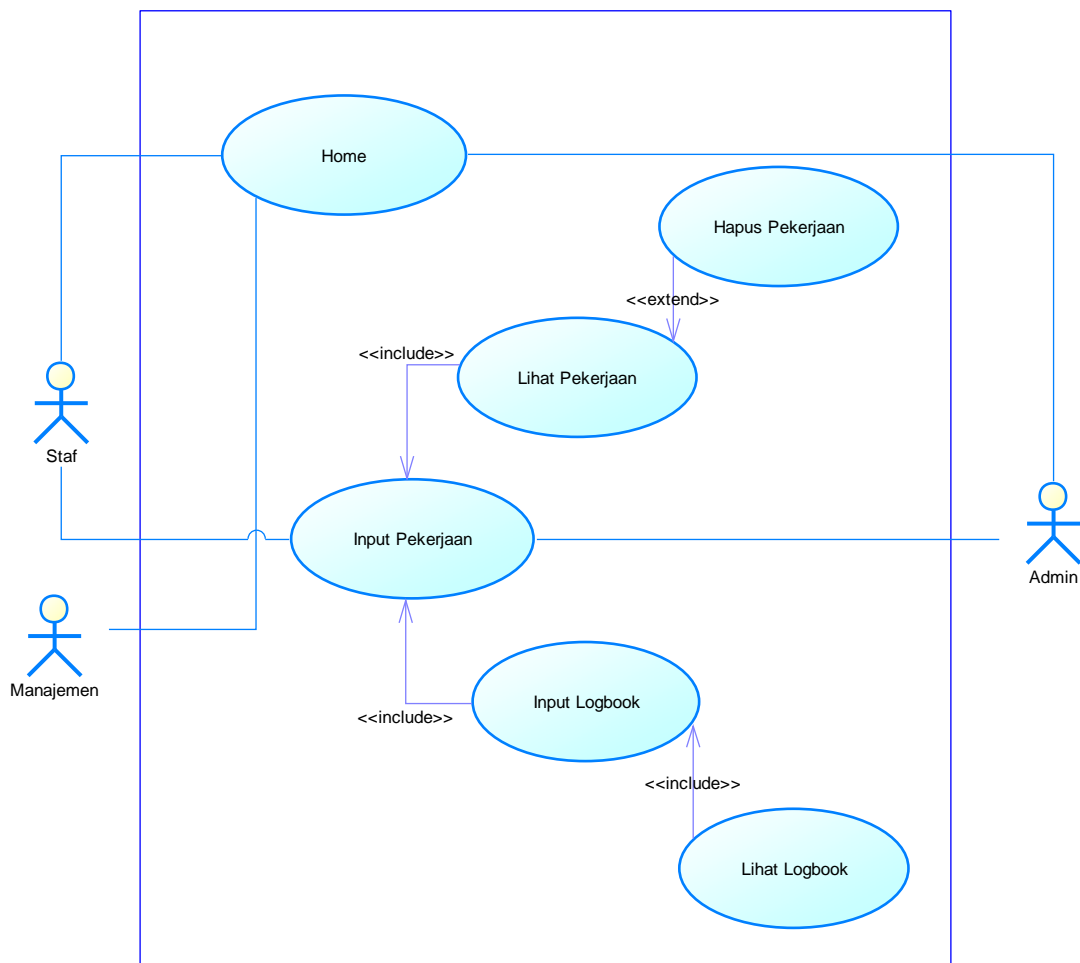 Home
Hapus Pekerjaan
<<extend>>
<<include>>
Lihat Pekerjaan
Staf
Input Pekerjaan
Admin
Manajemen
Input Logbook
<<include>>
<<include>>
Lihat Logbook